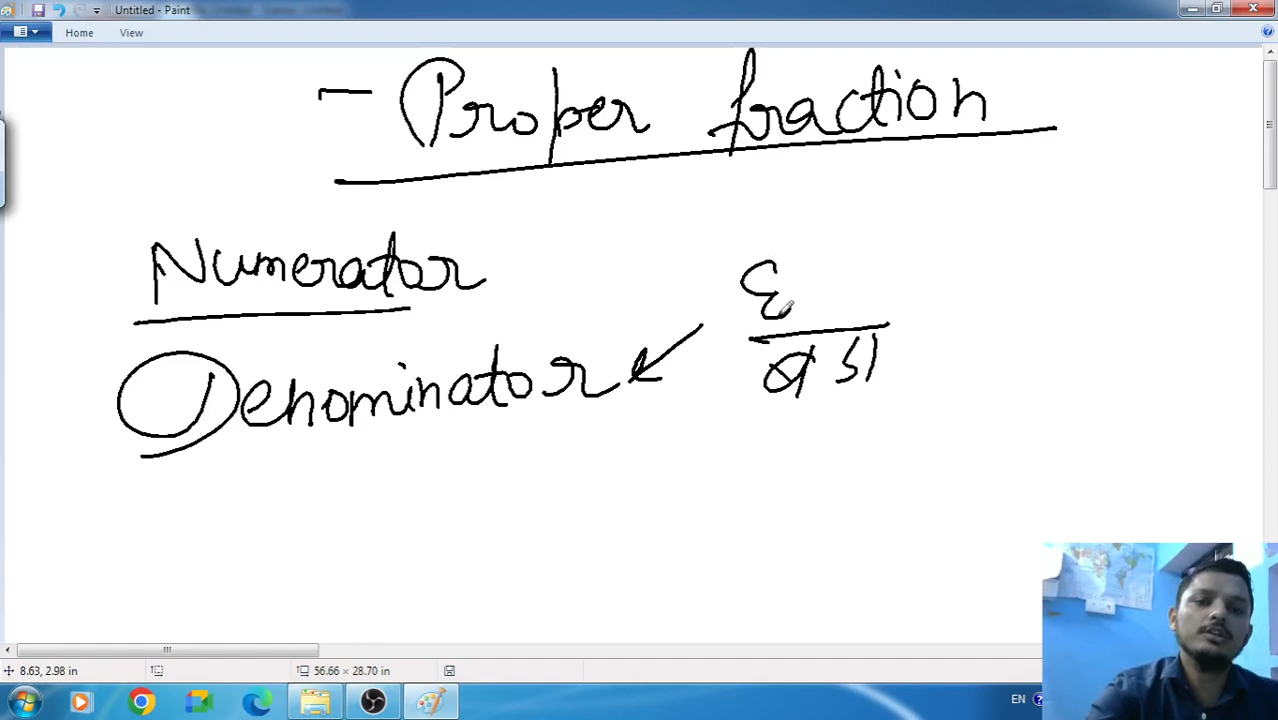 Untitled - Paint
Home View
- Proper fraction
Numerator
Denominator
8.63, 2.98 in
56.66 × 28.70 in
EN